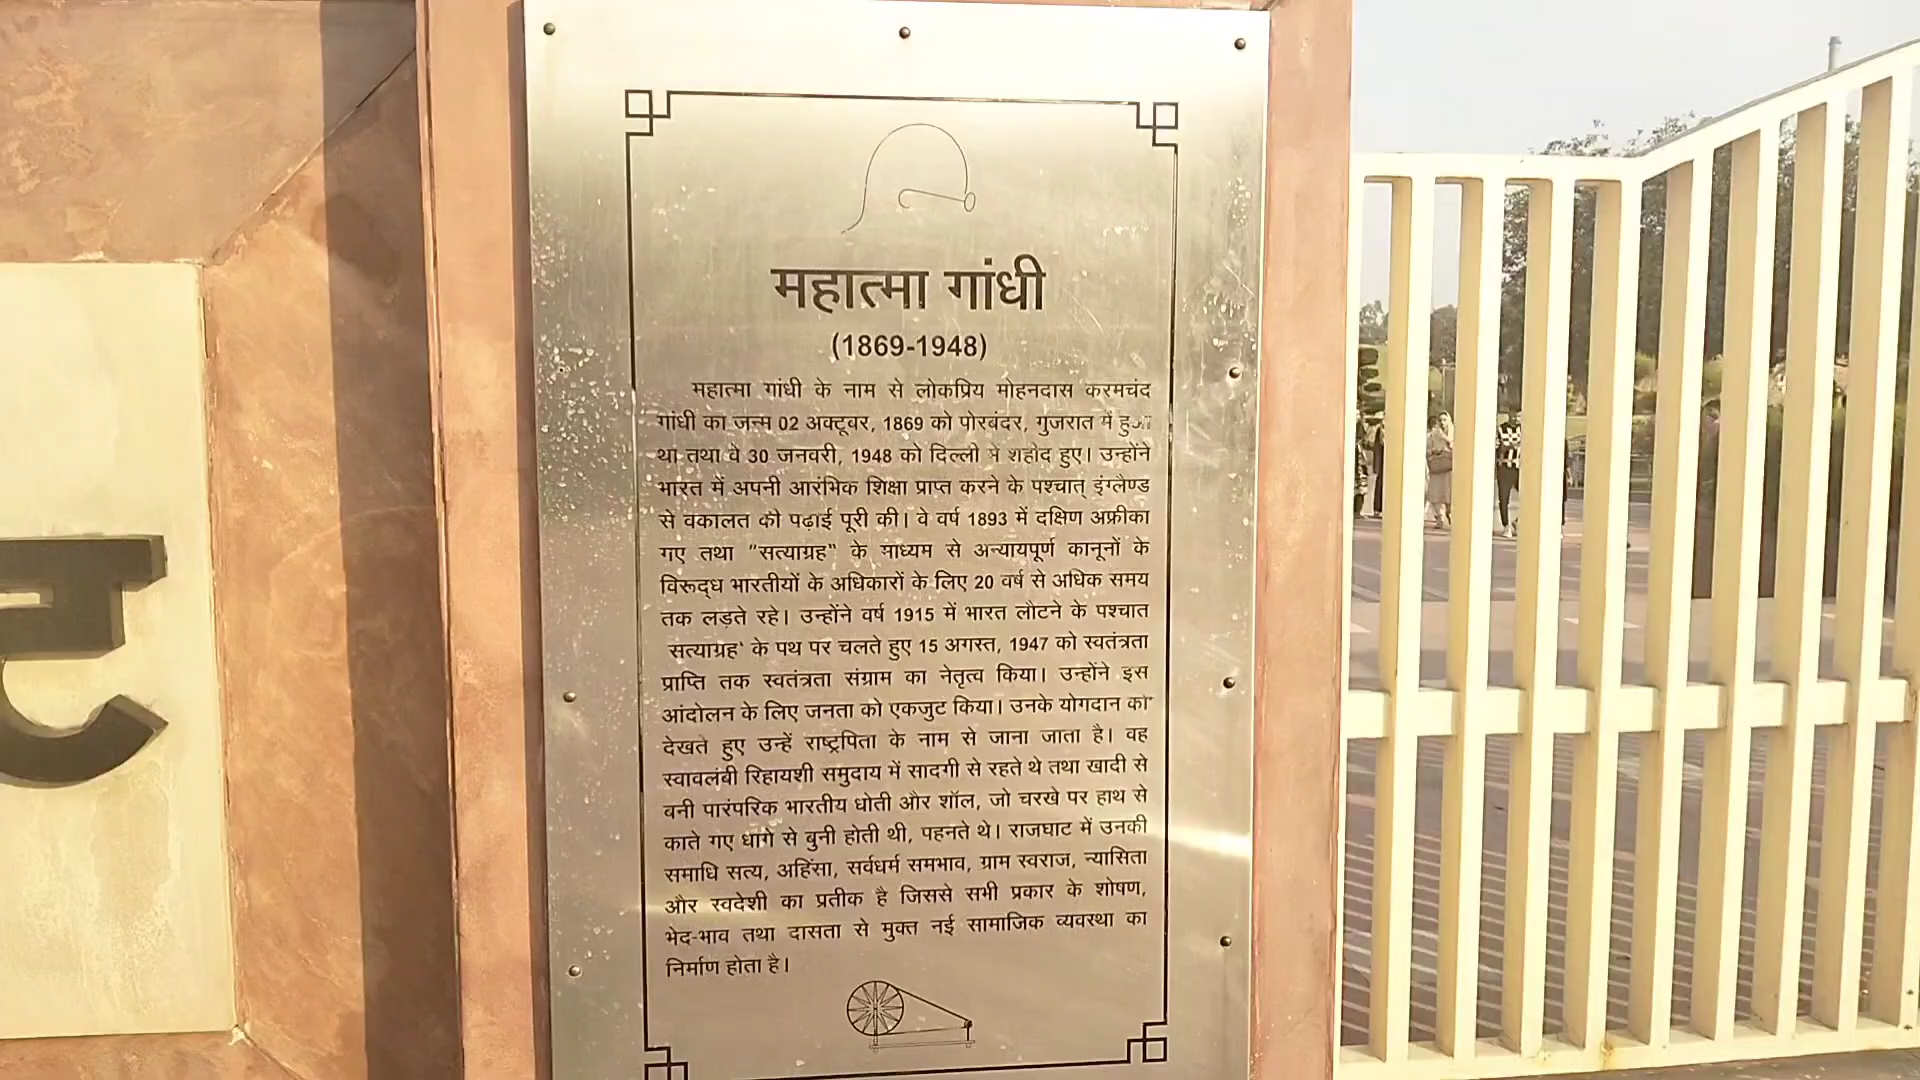 ट
महात्मा गांधी
(1869-1948)
महात्मा गांधी के नाम से लोकप्रिय मोहनदास करमचंद
गांधी का जन्म 02 अक्टूबर, 1869 को पोरबंदर, गुजरात में हुआ
था तथा वे 30 जनवरी, 1948 को दिल्ली मे शहीद हुए। उन्होंने
भारत में अपनी आरंभिक शिक्षा प्राप्त करने के पश्चात् इंग्लैण्ड
से वकालत की पढ़ाई पूरी की। वे वर्ष 1893 में दक्षिण अफ्रीका
गए तथा "सत्याग्रह" के माध्यम से अन्यायपूर्ण कानूनों के
विरूद्ध भारतीयों के अधिकारों के लिए 20 वर्ष से अधिक समय
तक लड़ते रहे। उन्होंने वर्ष 1915 में भारत लौटने के पश्चात
सत्याग्रह' के पथ पर चलते हुए 15 अगस्त, 1947 को स्वतंत्रता
प्राप्ति तक स्वतंत्रता संग्राम का नेतृत्व किया। उन्होंने इस
आंदोलन के लिए जनता को एकजुट किया। उनके योगदान को
देखते हुए उन्हें राष्ट्रपिता के नाम से जाना जाता है। वह
स्वावलंबी रिहायशी समुदाय में सादगी से रहते थे तथा खादी से
बनी पारंपरिक भारतीय धोती और शॉल, जो चरखे पर हाथ से
काते गए धागे से बुनी होती थी, पहनते थे। राजघाट में उनकी
समाधि सत्य, अहिंसा, सर्वधर्म समभाव, ग्राम स्वराज, न्यासिता
और स्वदेशी का प्रतीक है जिससे सभी प्रकार के शोषण,
भेद-भाव तथा दासता से मुक्त नई सामाजिक व्यवस्था का
निर्माण होता है।